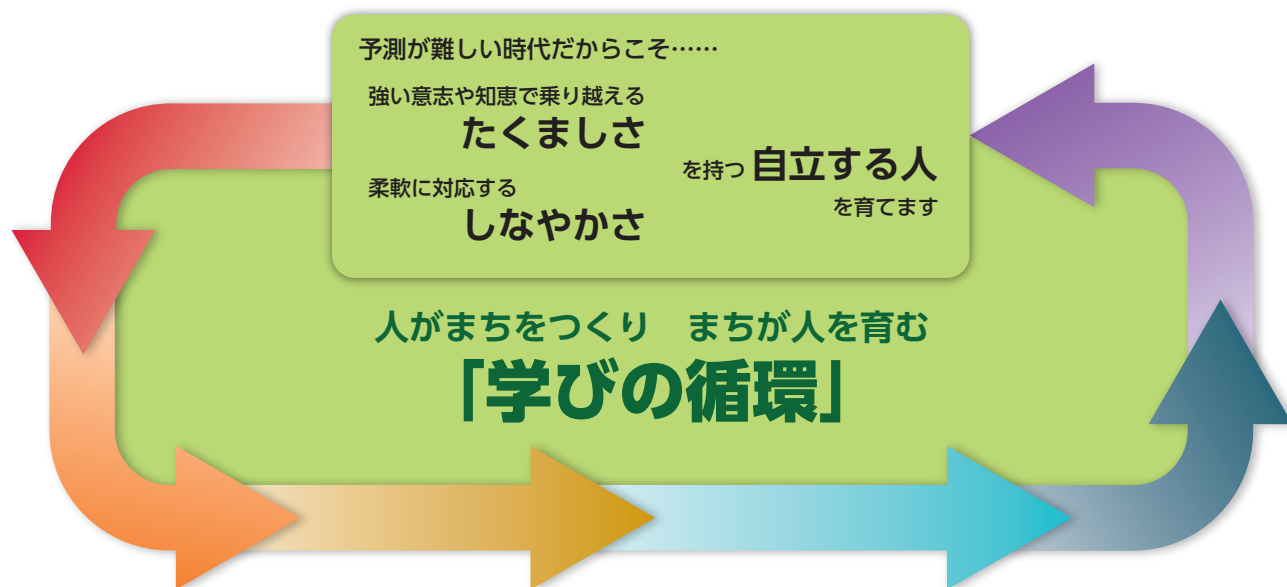 予測が難しい時代だからこそ……
強い意志や知恵で乗り越える
たくましさ
柔軟に対応する
しなやかさ
を持つ 自立する人
を育てます
人がまちをつくり　まちが人を育む
「学びの循環」